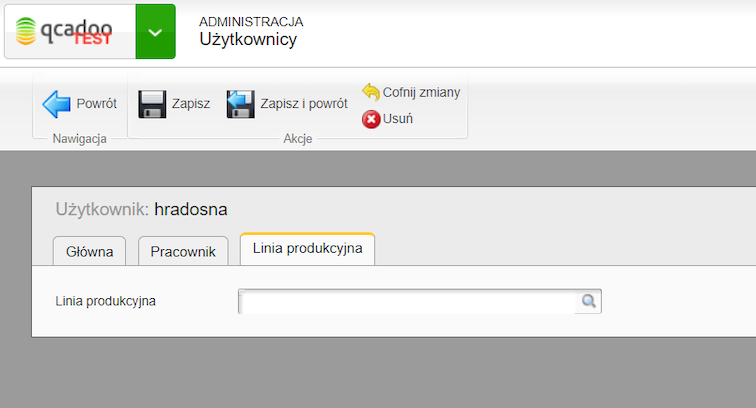 qcadoo
TEST
ADMINISTRACJA
Użytkownicy
Powrót
Zapisz
Zapisz i powrót
Cofnij zmiany
Usuń
Nawigacja
Akcje
Użytkownik: hradosna
Główna
Pracownik
Linia produkcyjna
Linia produkcyjna